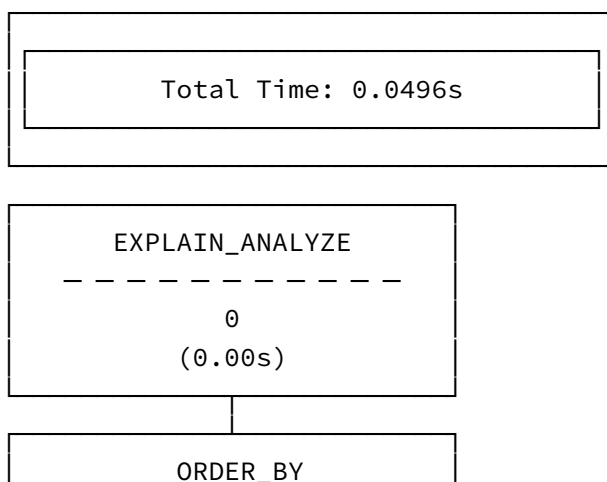 Total Time: 0.0496s
EXPLAIN_ANALYZE
─ ─ ─ ─ ─ ─ ─ ─ ─ ─ ─
0
(0.00s)
ORDER_BY